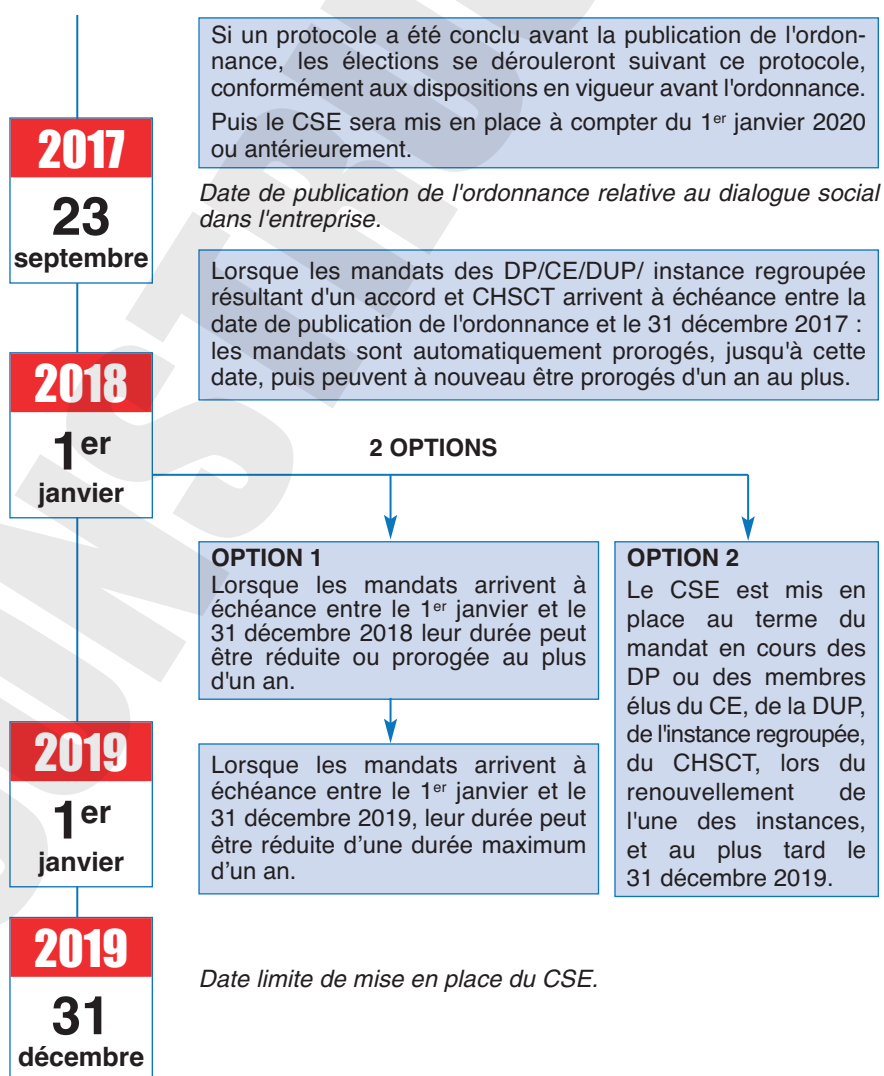 Si un protocole a été conclu avant la publication de l'ordon-
nance, les élections se dérouleront suivant ce protocole,
conformément aux dispositions en vigueur avant l'ordonnance.
Puis le CSE sera mis en place à compter du 1er janvier 2020
ou antérieurement.
2017
23
septembre
Date de publication de l'ordonnance relative au dialogue social
dans l'entreprise.
Lorsque les mandats des DP/CE/DUP/ instance regroupée
résultant d'un accord et CHSCT arrivent à échéance entre la
date de publication de l'ordonnance et le 31 décembre 2017 :
les mandats sont automatiquement prorogés, jusqu'à cette
date, puis peuvent à nouveau être prorogés d'un an au plus.
2018
1er
janvier
2 OPTIONS
OPTION 1
Lorsque les mandats arrivent à
échéance entre le 1er janvier et le
31 décembre 2018 leur durée peut
être réduite ou prorogée au plus
d'un an.
OPTION 2
Le CSE est mis en
place au terme du
mandat en cours des
DP ou des membres
élus du CE, de la DUP,
de l'instance regroupée,
du CHSCT, lors du
renouvellement de
l'une des instances,
et au plus tard le
31 décembre 2019.
2019
1er
janvier
Lorsque les mandats arrivent à
échéance entre le 1er janvier et le
31 décembre 2019, leur durée peut
être réduite d’une durée maximum
d’un an.
2019
31
décembre
Date limite de mise en place du CSE.